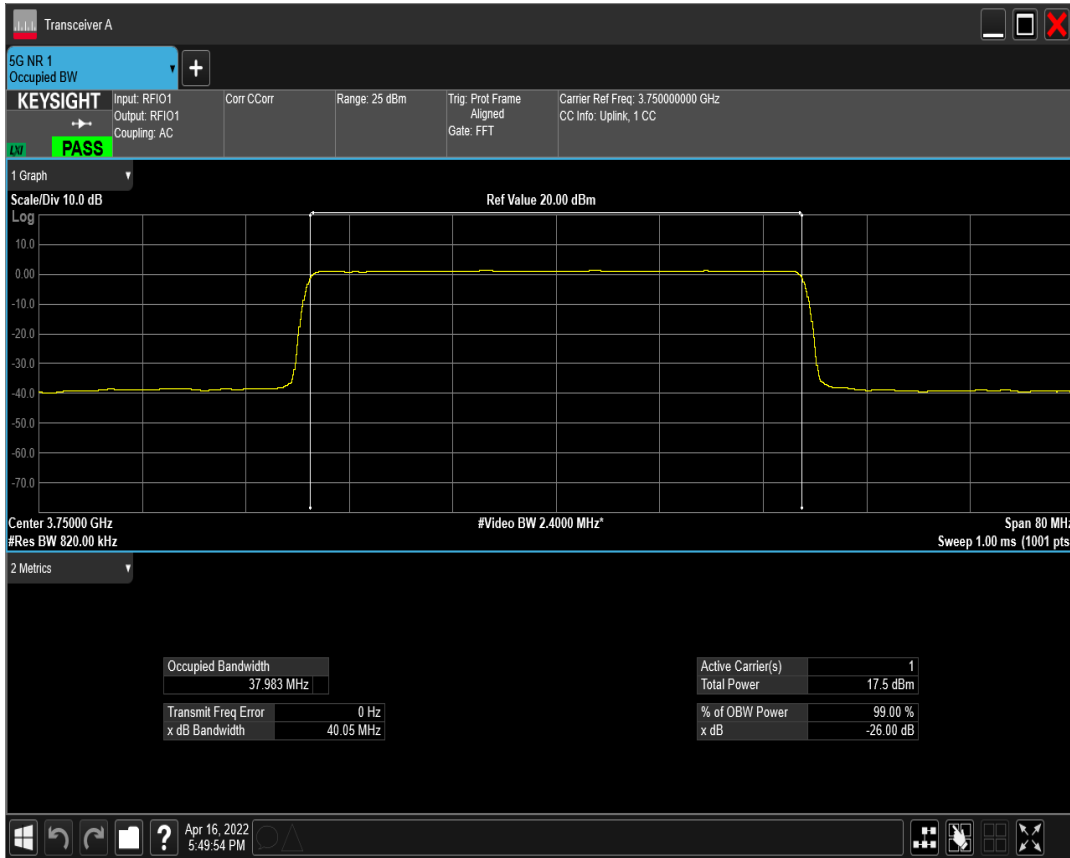 Transceiver A
5G NR 1
Occupied BW
KEYSIGHT
LXI
PASS
Input: RFIO1
Output: RFIO1
Coupling: AC
Corr CCorr
Range: 25 dBm
Trig: Prot Frame
Aligned
Gate: FFT
Carrier Ref Freq: 3.750000000 GHz
CC Info: Uplink, 1 CC
1 Graph
Scale/Div 10.0 dB
Ref Value 20.00 dBm
Log
10.0
0.00
-10.0
-20.0
-30.0
-40.0
-50.0
-60.0
-70.0
Center 3.75000 GHz
#Video BW 2.4000 MHz*
Span 80 MHz
#Res BW 820.00 kHz
Sweep 1.00 ms (1001 pts
2 Metrics
Occupied Bandwidth
37.983 MHz
Transmit Freq Error 0 Hz
x dB Bandwidth 40.05 MHz
Active Carrier(s) 1
Total Power 17.5 dBm
% of OBW Power 99.00 %
x dB -26.00 dB
?
Apr 16, 2022
5:49:54 PM